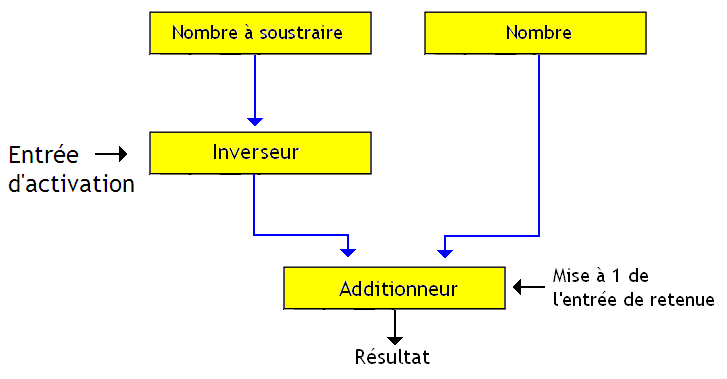 Nombre à soustraire
Nombre
Inverseur
Entrée
d'activation
Additionneur
Mise à 1 de
l'entrée de retenue
Résultat